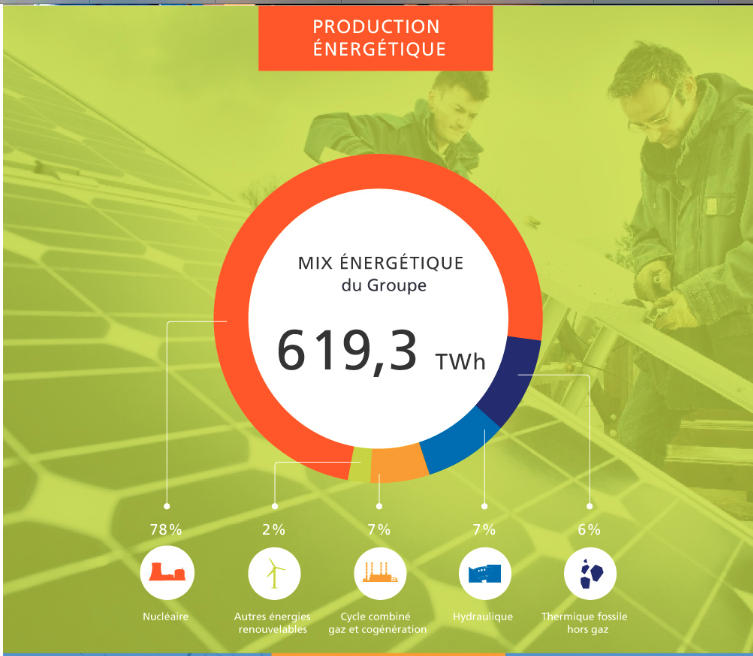 PRODUCTION
ÉNERGÉTIQUE
MIX ÉNERGÉTIQUE
du Groupe
619,3 TWh
78% 2% 7% 7% 6%
Nucléaire
Autres énergies
renouvelables
Cycle combiné
gaz et cogénération
Hydraulique
Thermique fossile
hors gaz